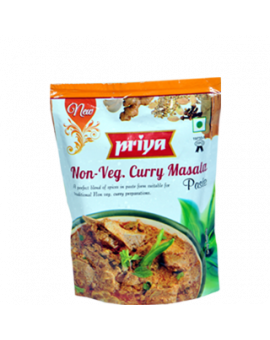 New
priya
Non-Veg. Curry Masala
Premium
A perfect blend of spices in paste form suitable for
traditional Non veg. curry preparations.